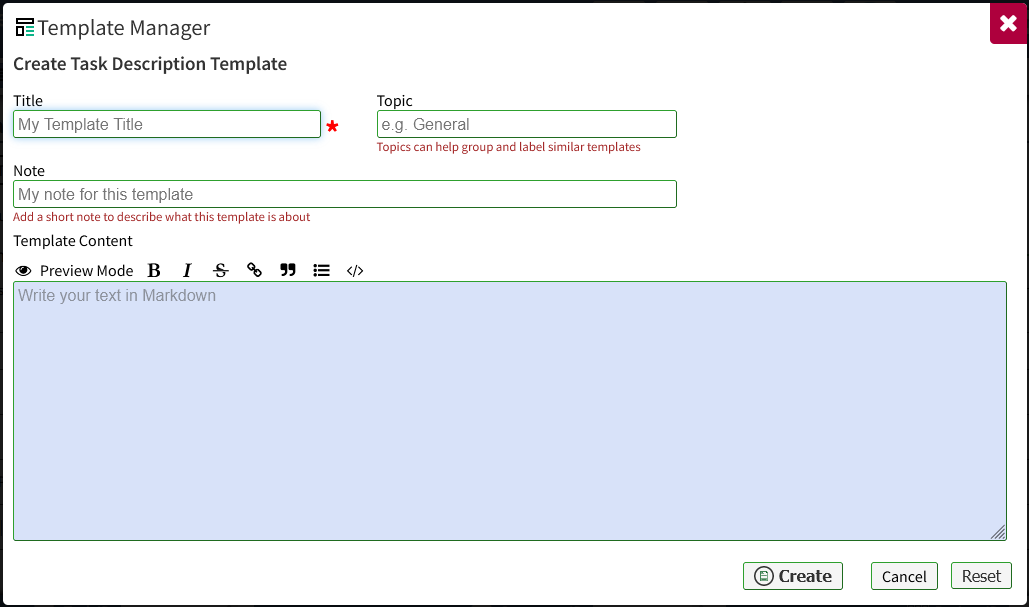 Template Manager
Create Task Description Template
Title
Topic
My Template Title *
e.g. General
Topics can help group and label similar templates
Note
My note for this template
Add a short note to describe what this template is about
Template Content
Preview Mode B I S </>
Write your text in Markdown
Create
Cancel
Reset